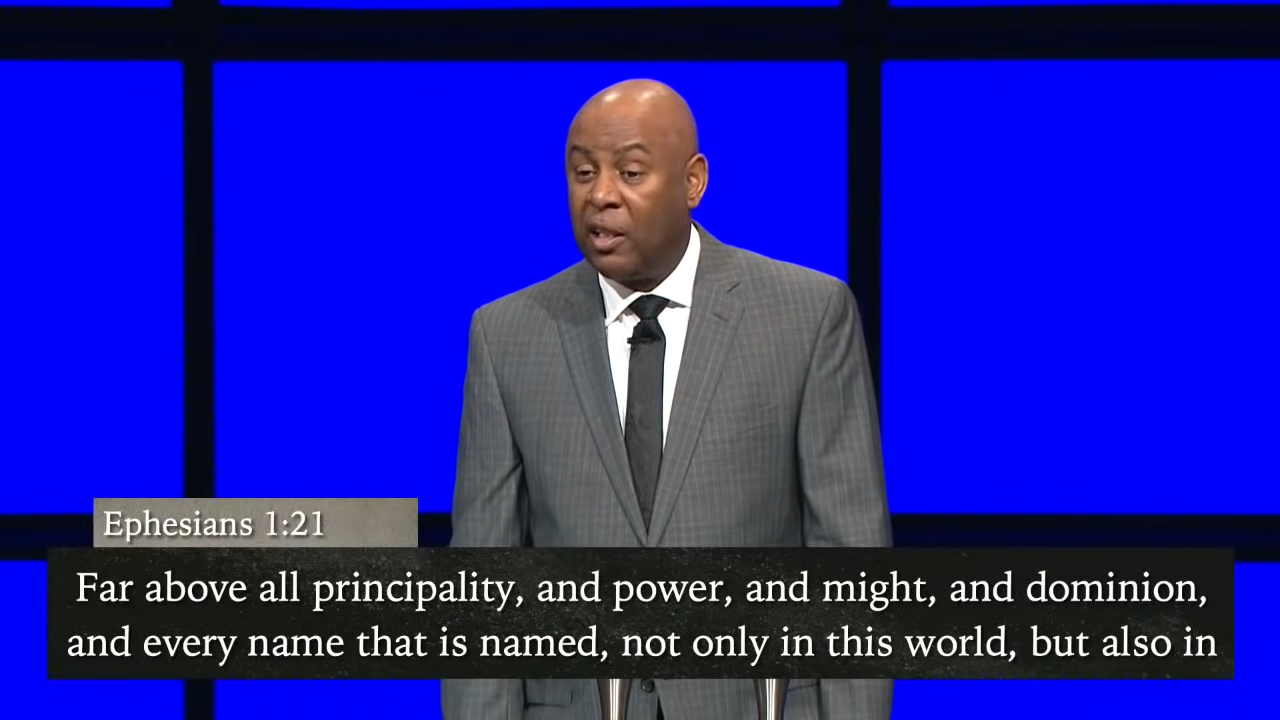 Ephesians 1:21
Far above all principality, and power, and might, and dominion,
and every name that is named, not only in this world, but also in